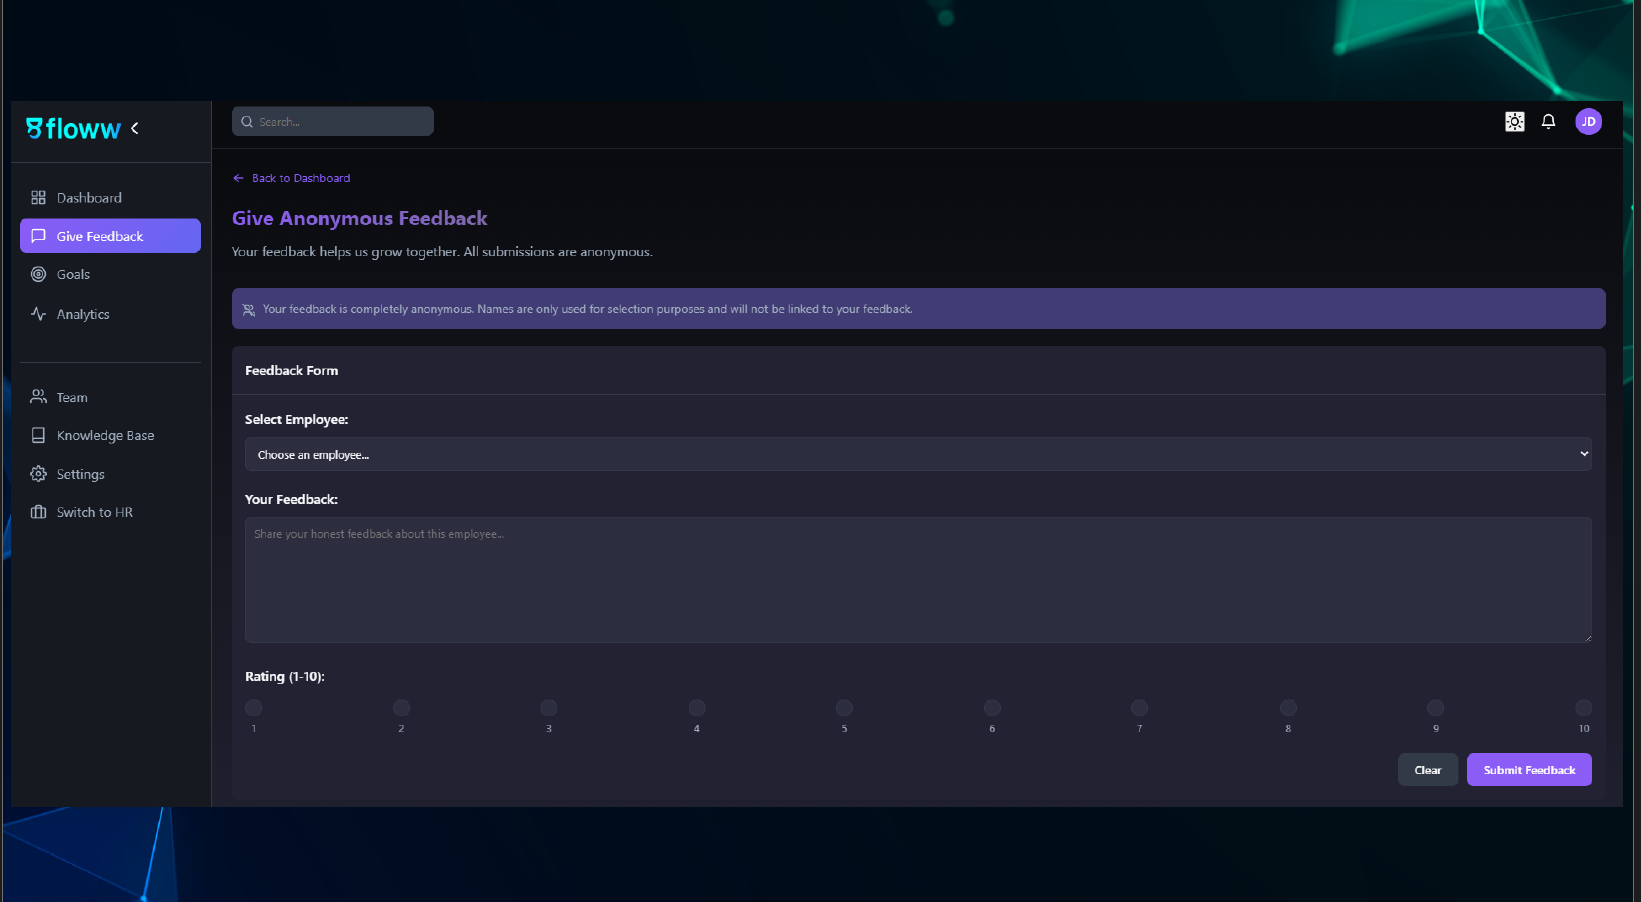 floww
Search...
JD
Dashboard
Give Feedback
Goals
Analytics
Team
Knowledge Base
Settings
Switch to HR
Back to Dashboard
Give Anonymous Feedback
Your feedback helps us grow together. All submissions are anonymous.
Your feedback is completely anonymous. Names are only used for selection purposes and will not be linked to your feedback.
Feedback Form
Select Employee:
Choose an employee...
Your Feedback:
Share your honest feedback about this employee...
Rating (1-10):
1 2 3 4 5 6 7 8 9 10
Clear
Submit Feedback